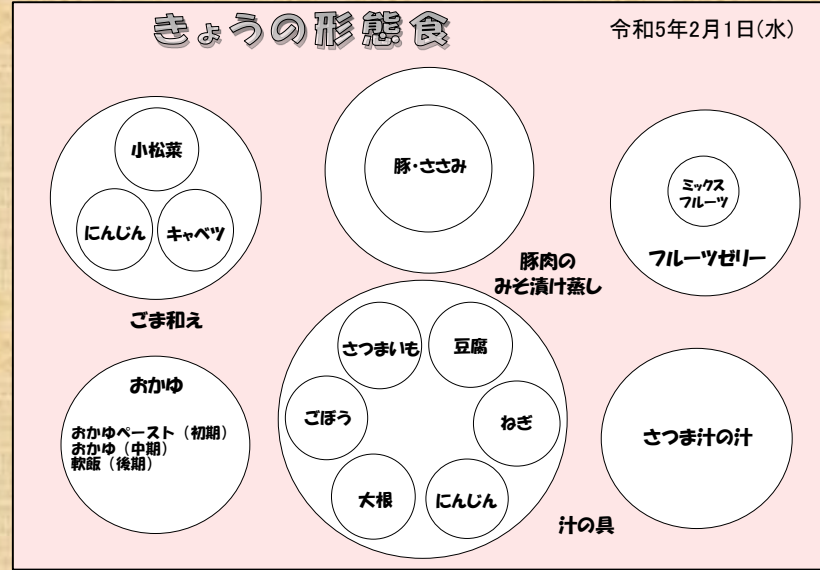 きょうの形態食
令和5年2月1日(水)
小松菜
にんじん
キャベツ
ごま和え
豚・ささみ
豚肉の
みそ漬け蒸し
ミックス
フルーツ
フルーツゼリー
おかゆ
おかゆペースト（初期）
おかゆ（中期）
軟飯（後期）
さつまいも
豆腐
ごぼう
ねぎ
大根
にんじん
汁の具
さつま汁の汁